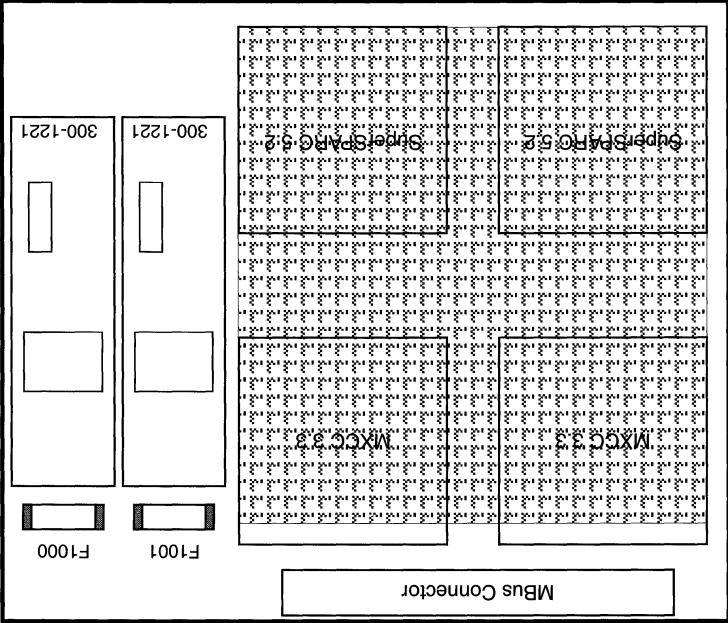 MBus Connector
F1001
F1000
MXCC 3.3
MXCC 3.3
SuperSPARC 5.2
SuperSPARC 5.2
300-1221
300-1221